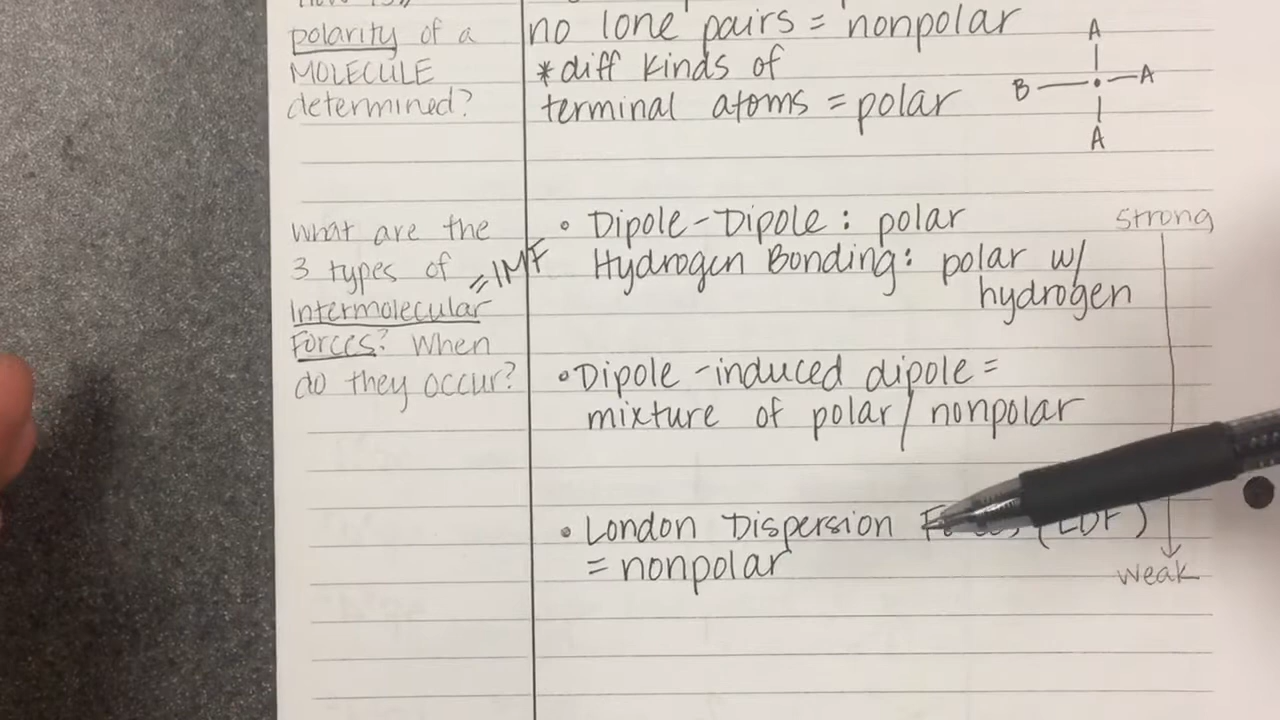 polarity of a
MOLECULE
determined?
no lone pairs = nonpolar
*diff kinds of
terminal atoms = polar
A
B
A
A
What are the
3 types of
= IMF
Intermolecular
Forces? When
do they occur?
• Dipole-Dipole: polar
Hydrogen Bonding: polar w/
hydrogen
• Dipole-induced dipole =
mixture of polar/nonpolar
• London Dispersion (LDF)
= nonpolar
strong
weak